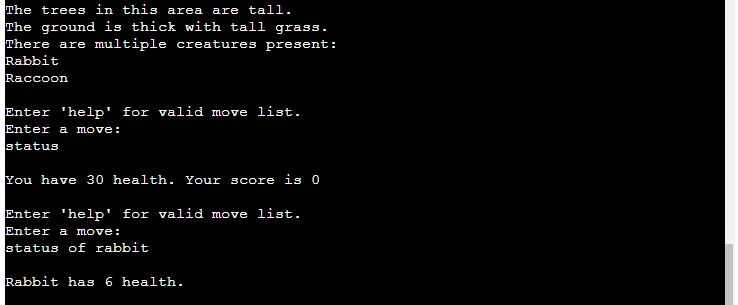 The trees in this area are tall.
The ground is thick with tall grass.
There are multiple creatures present:
Rabbit
Raccoon
Enter 'help' for valid move list.
Enter a move:
status
You have 30 health. Your score is 0
Enter 'help' for valid move list.
Enter a move:
status of rabbit
Rabbit has 6 health.